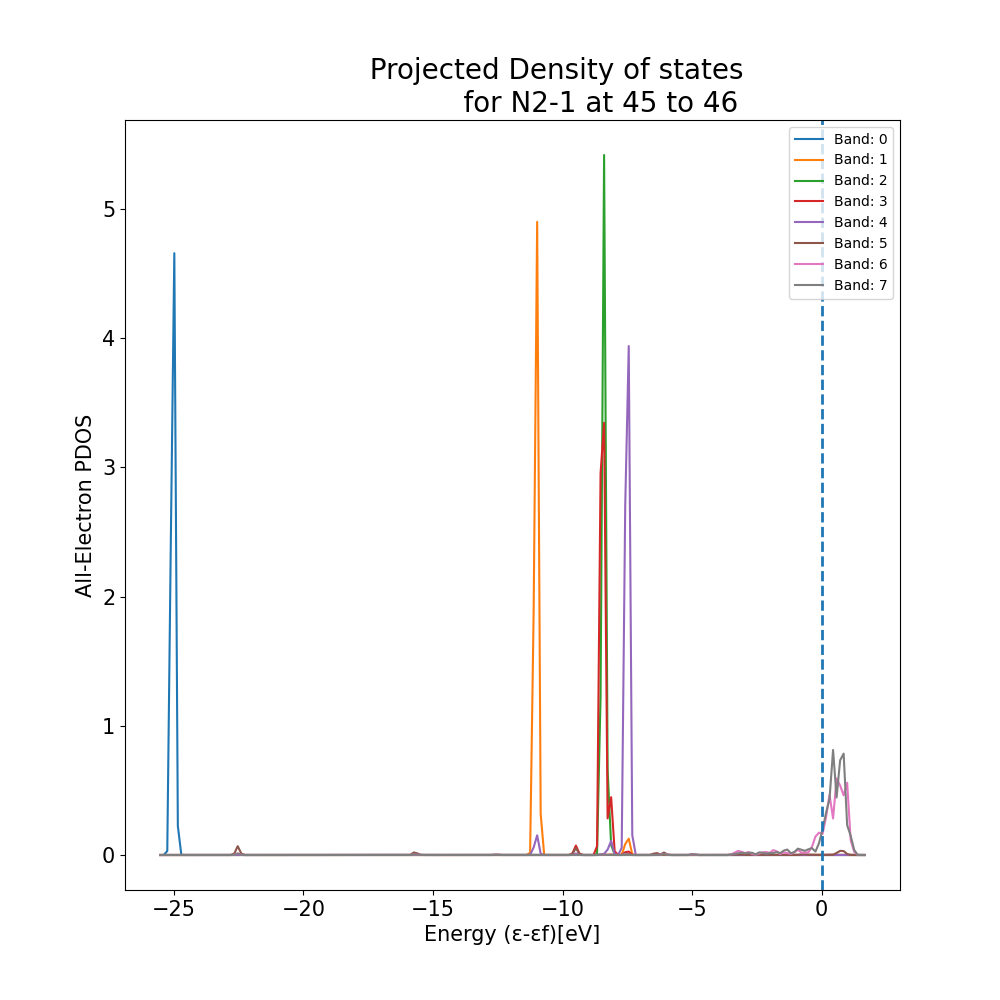 Projected Density of states
for N2-1 at 45 to 46
Band: 0
Band: 1
Band: 2
Band: 3
Band: 4
Band: 5
Band: 6
Band: 7
All-Electron PDOS
5
4
3
2
1
0
−25
−20
−15
−10
−5
0
Energy (ε-εf)[eV]